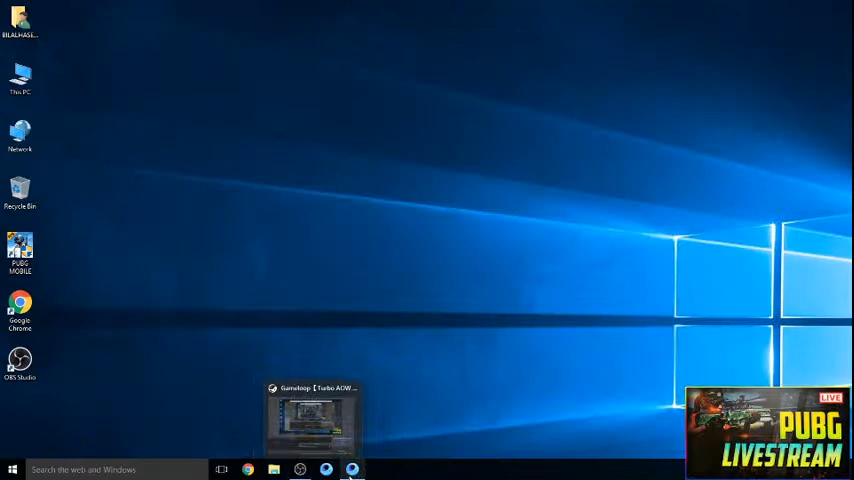 BILALHASE...
This PC
Network
Recycle Bin
PUBG
MOBILE
Google
Chrome
OBS Studio
Gameloop【Turbo AOW ...
Search the web and Windows
LIVE
PUBG
LIVESTREAM